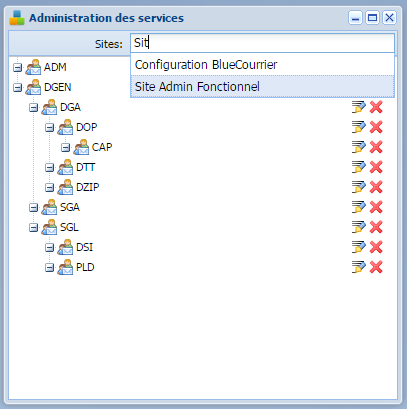 Administration des services
Sites: Sit
Configuration BlueCourrier
Site Admin Fonctionnel
ADM
DGEN
DGA
DOP
CAP
DTT
DZIP
SGA
SGL
DSI
PLD